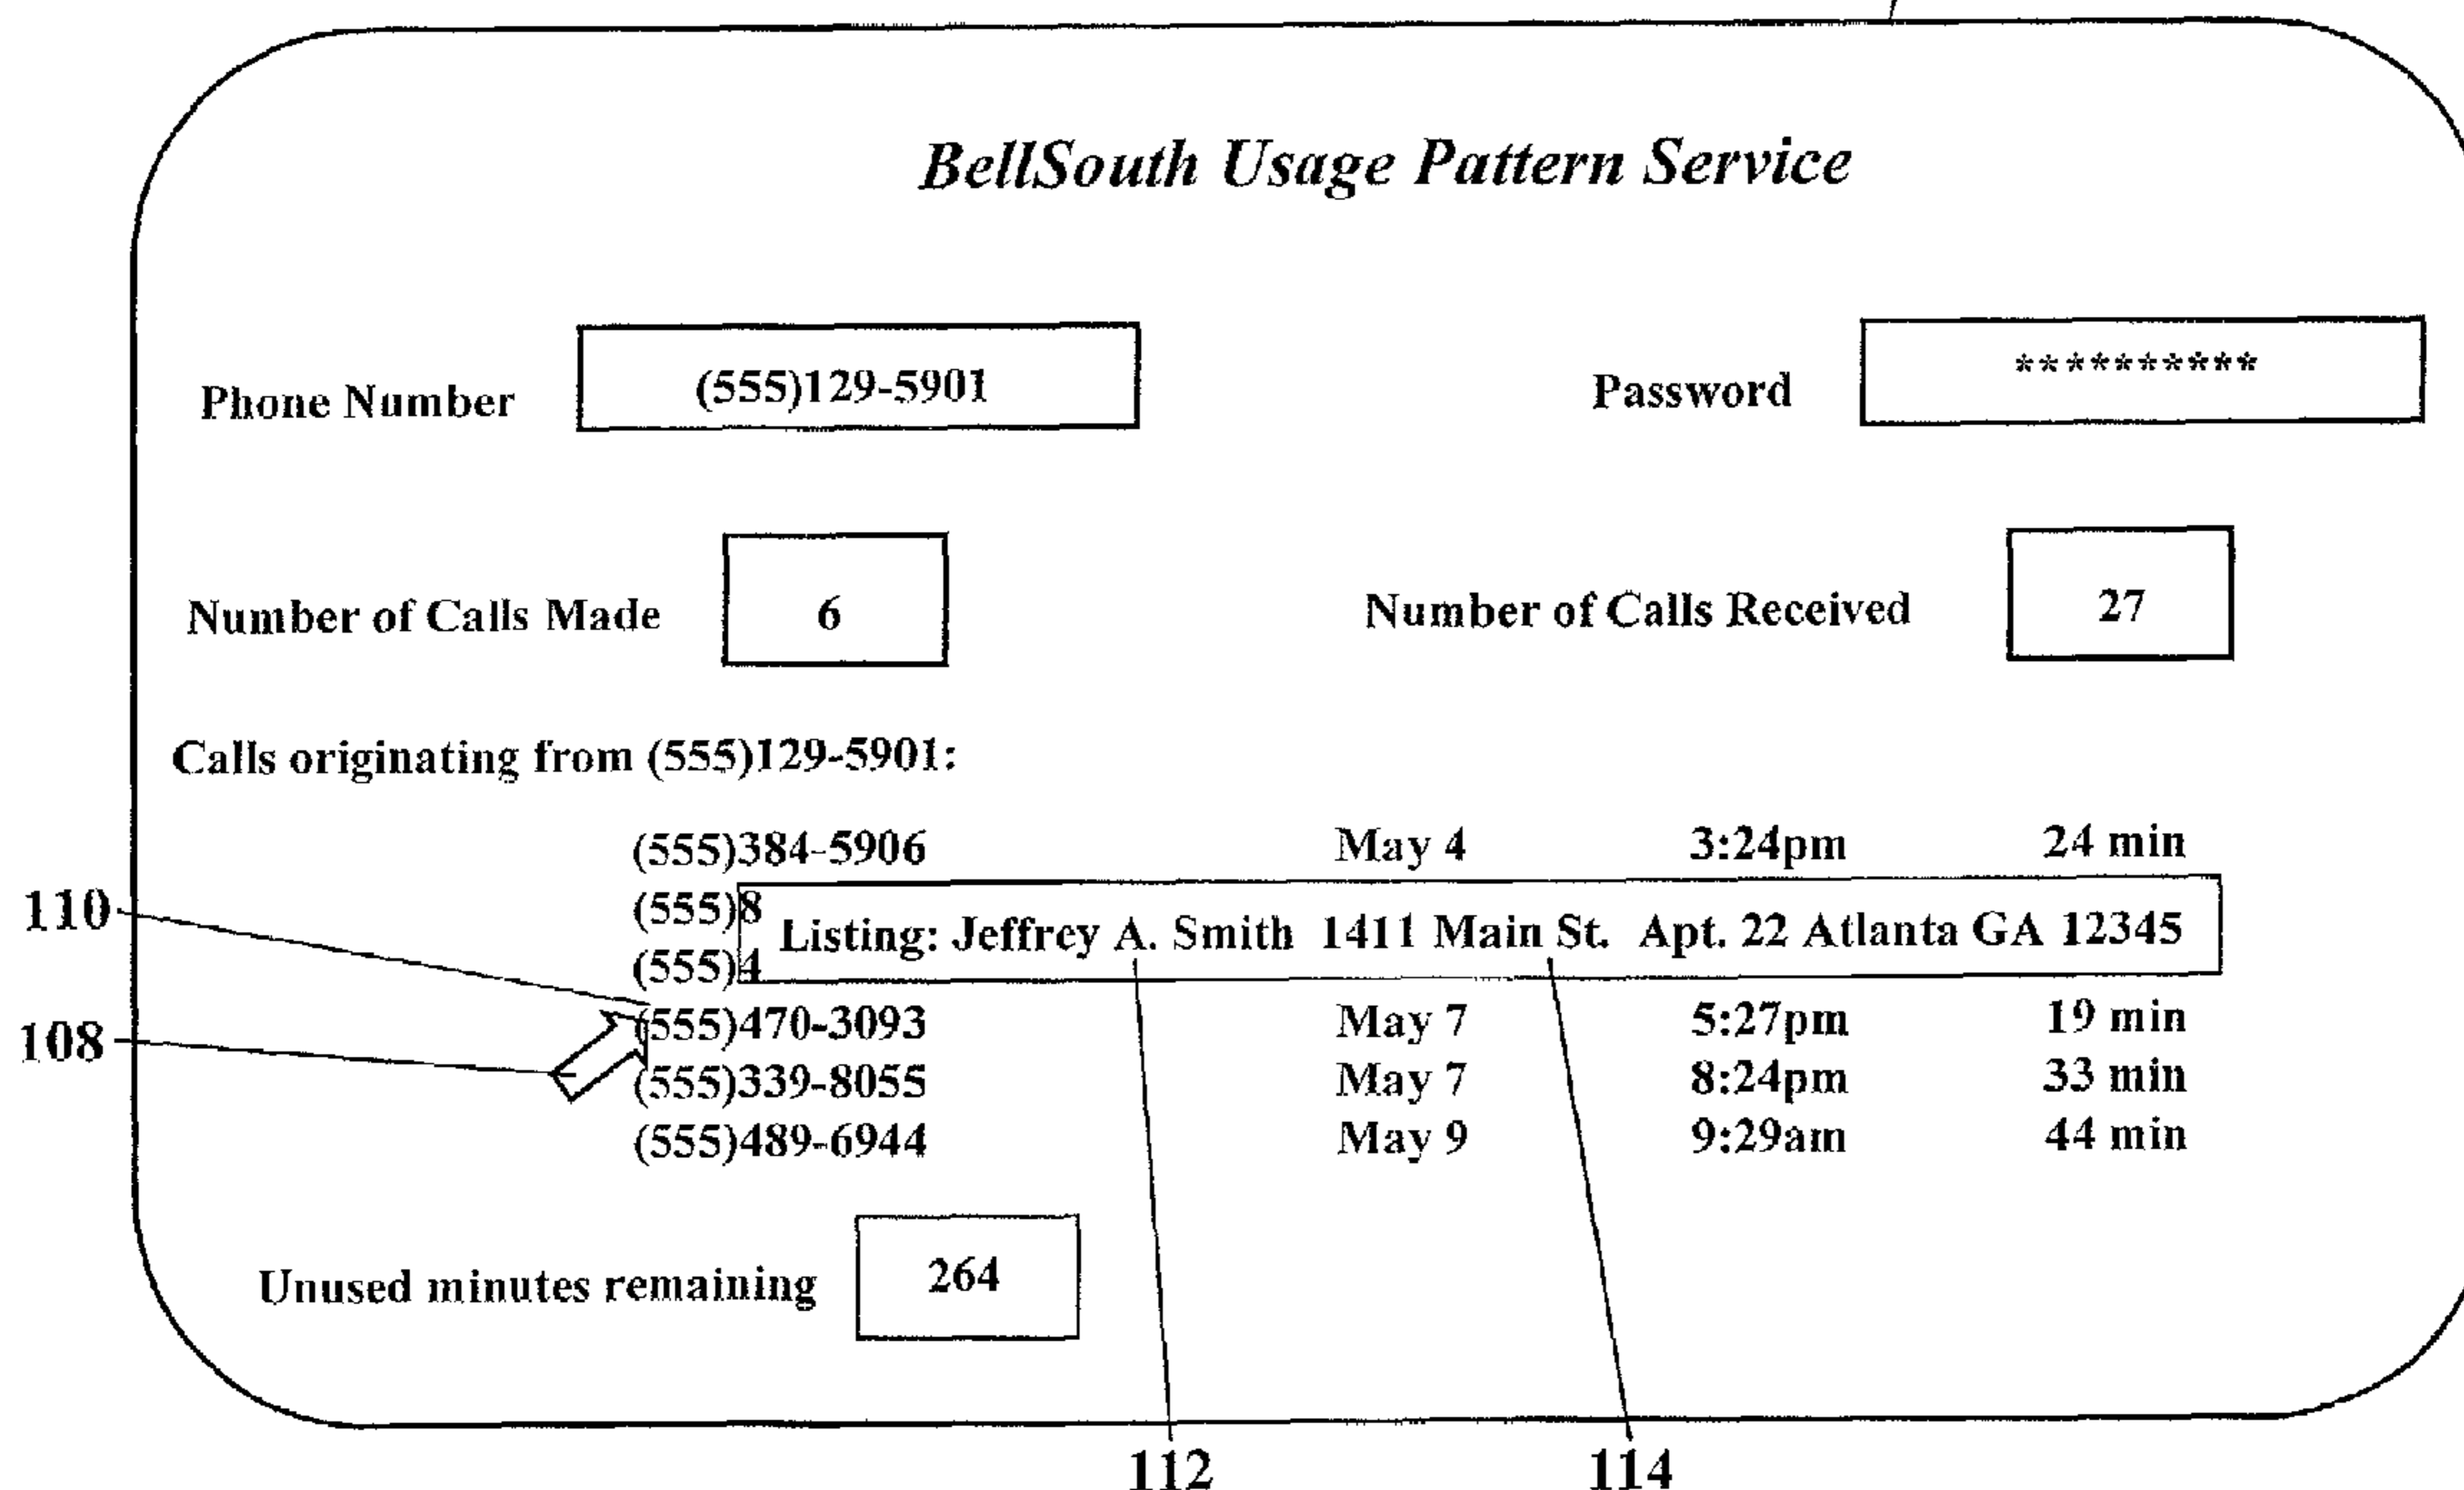 BellSouth Usage Pattern Service
Phone Number (555)129-5901 Password **********
Number of Calls Made 6 Number of Calls Received 27
Calls originating from (555)129-5901:
(555)384-5906 May 4 3:24pm 24 min
(555)8
Listing: Jeffrey A. Smith 1411 Main St. Apt. 22 Atlanta GA 12345
(555)4
110
(555)470-3093 May 7 5:27pm 19 min
108
(555)339-8055 May 7 8:24pm 33 min
(555)489-6944 May 9 9:29am 44 min
Unused minutes remaining 264
112 114